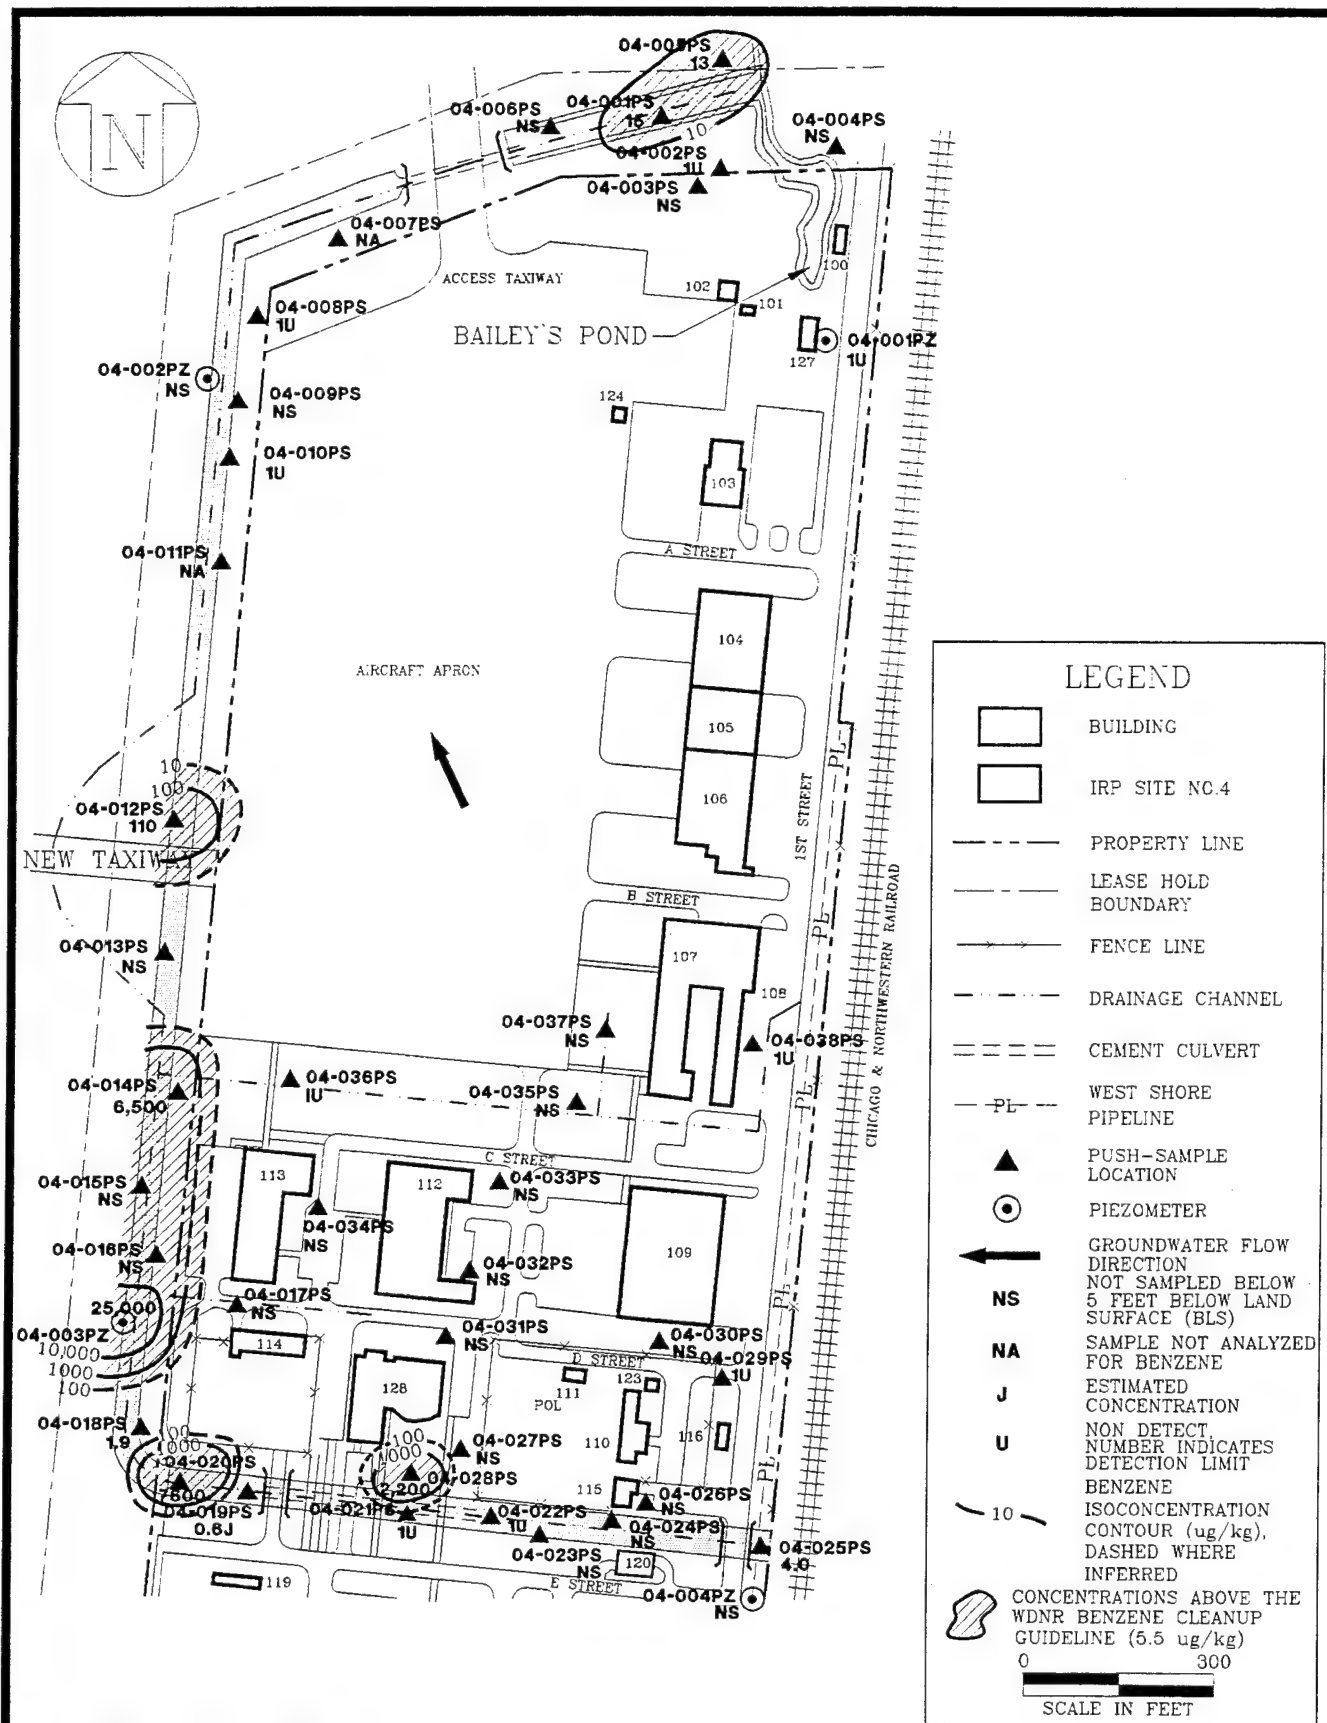 N
04-005PS
13
04-006PS
NS
04-001PS
16
10
04-004PS
NS
04-002PS
1U
04-003PS
NS
04-007PS
NA
ACCESS TAXIWAY
100
102
101
04-008PS
1U
BAILEY'S POND
127
04-001PZ
1U
04-002PZ
NS
04-009PS
NS
124
04-010PS
1U
103
04-011PS
NA
A STREET
104
AIRCRAFT APRON
105
PL
106
1ST STREET
10
100
04-012PS
110
NEW TAXIWAY
B STREET
PL
CHICAGO & NORTHWESTERN RAILROAD
04-013PS
NS
107
108
04-037PS
NS
04-038PS
1U
04-014PS
6,500
04-036PS
1U
04-035PS
NS
PL
C STREET
04-015PS
NS
113
112
04-033PS
NS
04-034PS
NS
109
04-016PS
NS
04-032PS
NS
PL
25,000
04-003PZ
10,000
1000
100
04-017PS
NS
114
04-031PS
NS
04-030PS
NS
D STREET
04-029PS
1U
128
111
123
POL
110
116
04-018PS
1.9
04-020PS
7600
04-019PS
0.6J
100
04-027PS
NS
04-028PS
2,200
04-021PS
1U
04-022PS
1U
115
04-026PS
NS
PL
04-024PS
NS
04-023PS
NS
120
04-025PS
4.0
119
E STREET
04-004PZ
NS
LEGEND
BUILDING
IRP SITE NO.4
PROPERTY LINE
LEASE HOLD
BOUNDARY
FENCE LINE
DRAINAGE CHANNEL
CEMENT CULVERT
PL
WEST SHORE
PIPELINE
PUSH-SAMPLE
LOCATION
PIEZOMETER
GROUNDWATER FLOW
DIRECTION
NS
NOT SAMPLED BELOW
5 FEET BELOW LAND
SURFACE (BLS)
NA
SAMPLE NOT ANALYZED
FOR BENZENE
J
ESTIMATED
CONCENTRATION
U
NON DETECT,
NUMBER INDICATES
DETECTION LIMIT
10
BENZENE
ISOCONCENTRATION
CONTOUR (ug/kg),
DASHED WHERE
INFERRED
CONCENTRATIONS ABOVE THE
WDNR BENZENE CLEANUP
GUIDELINE (5.5 ug/kg)
0 300
SCALE IN FEET